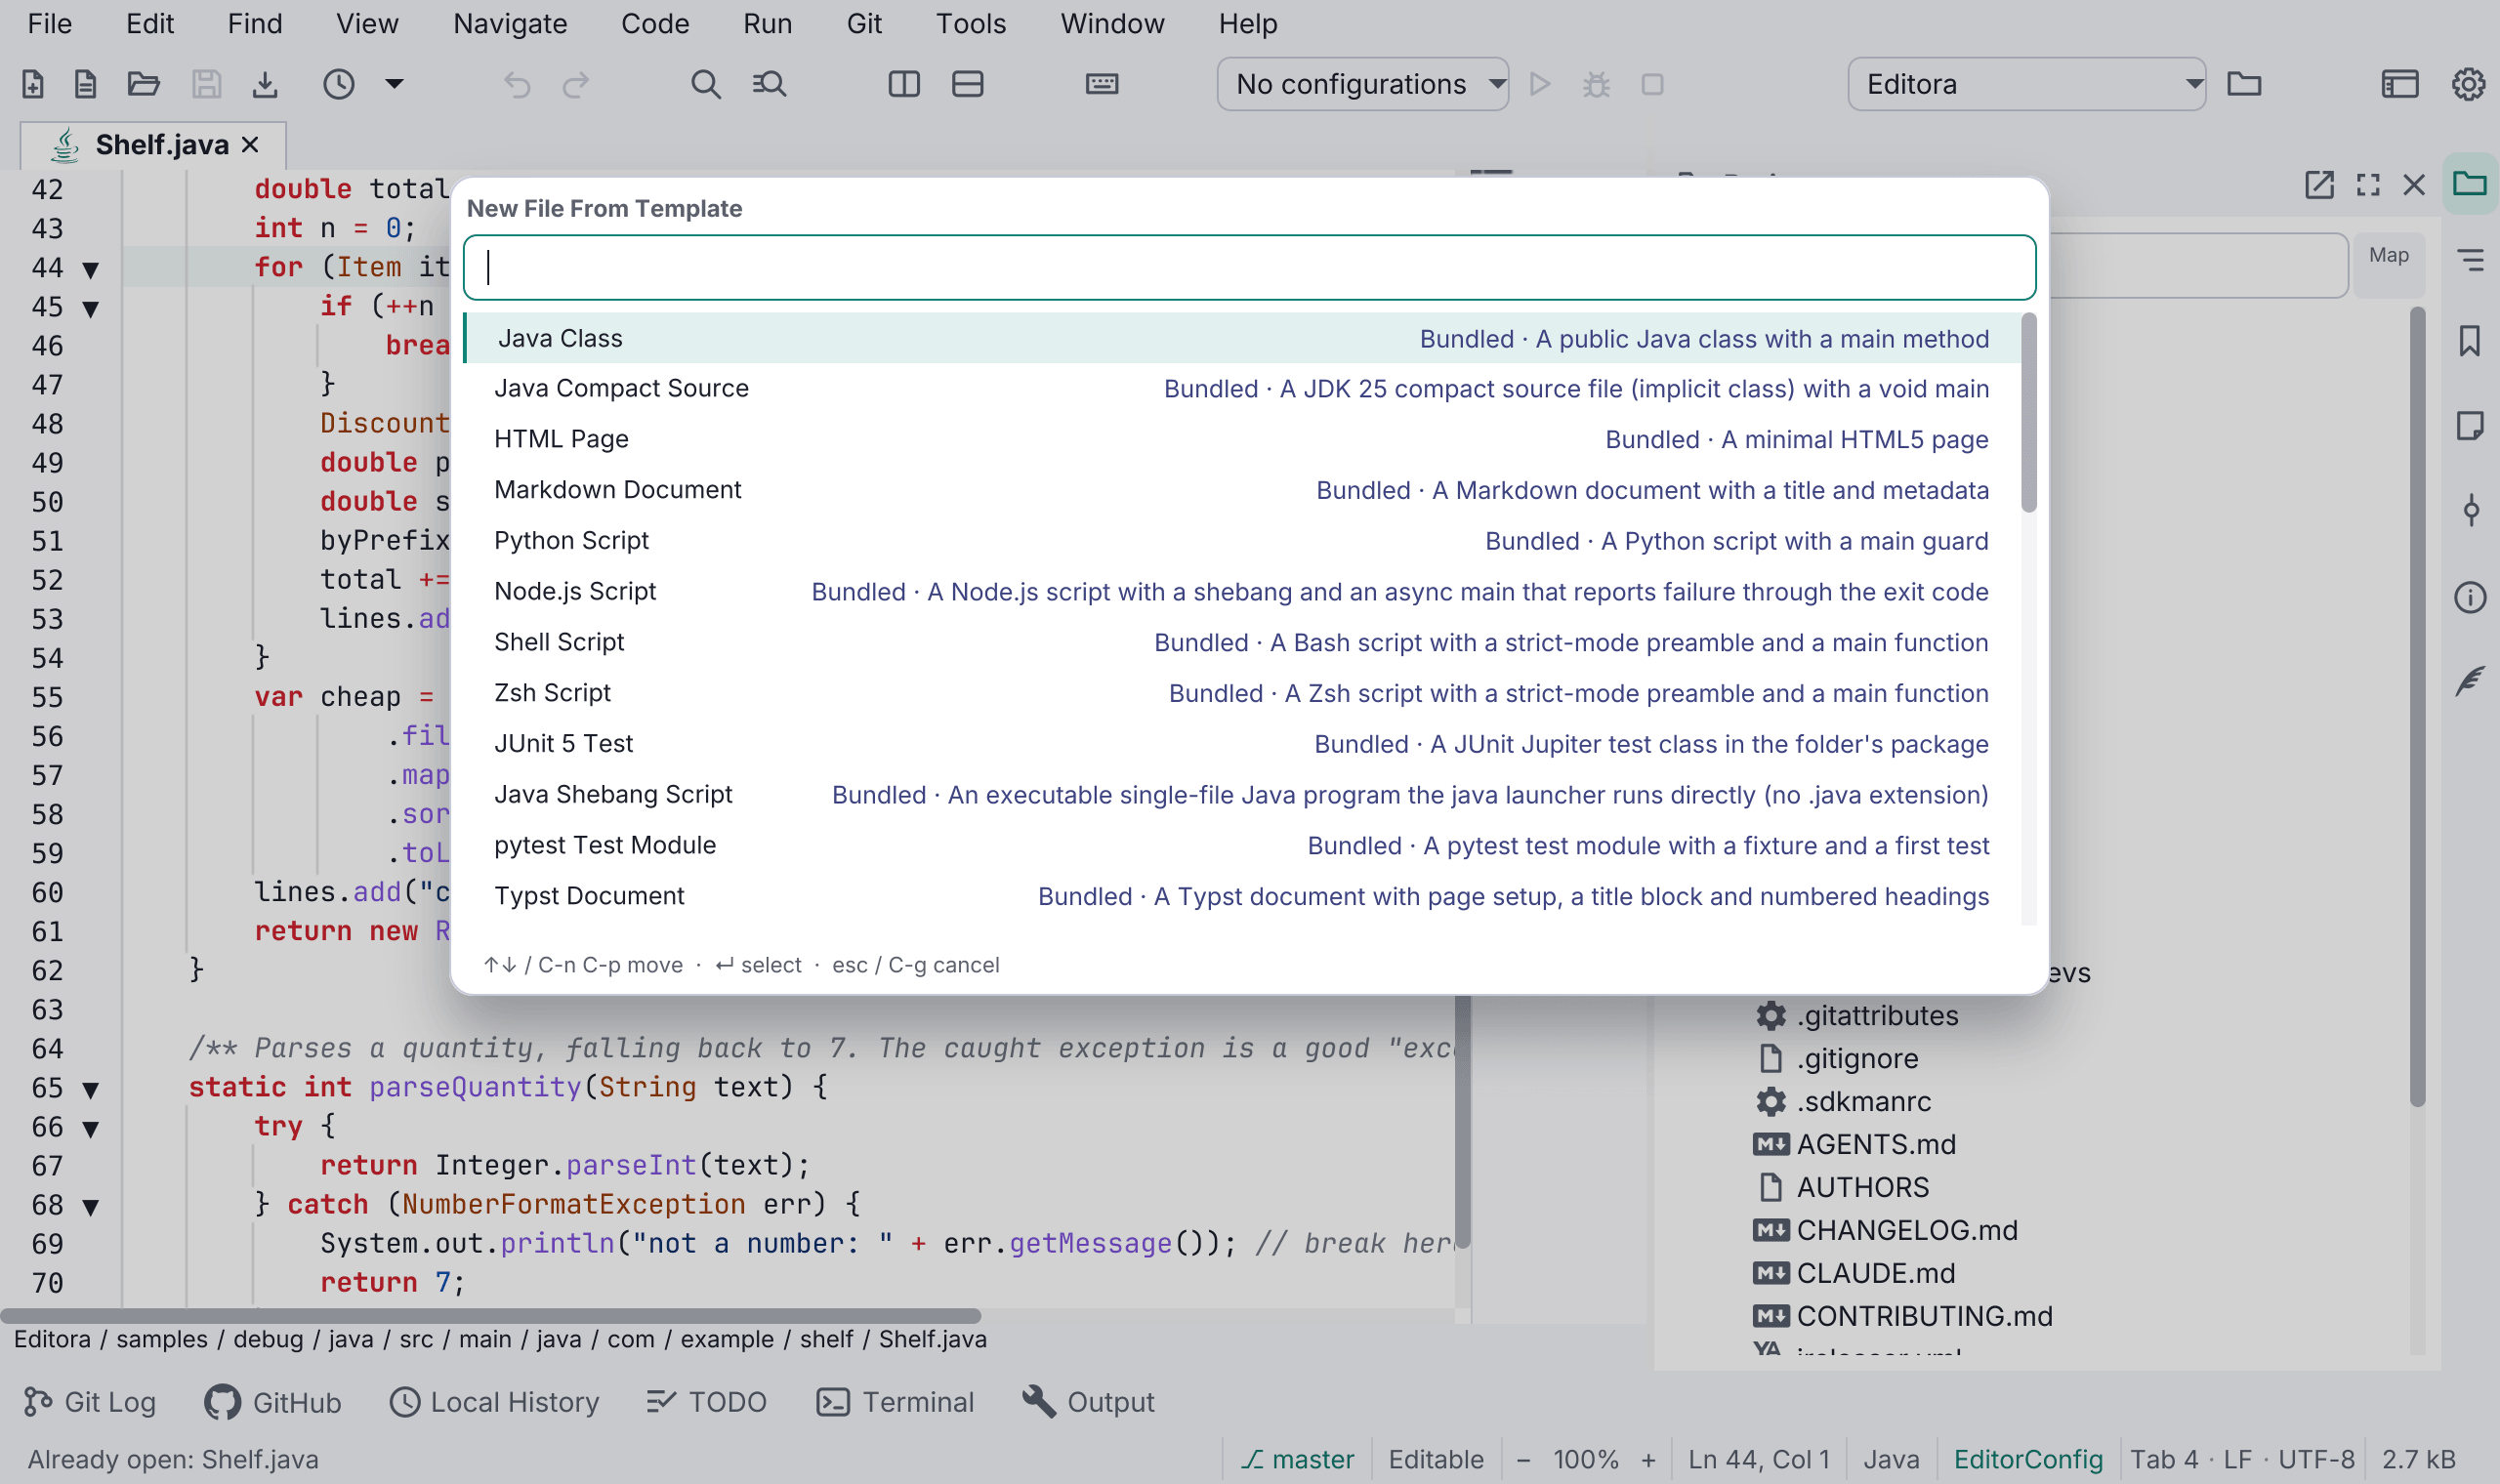 File Edit Find View Navigate Code Run Git Tools Window Help
No configurations Editora
Shelf.java
42 double total
43 int n = 0;
44 for (Item it
45 if (++n
46 brea
47 }
48 Discount
49 double p
50 double s
51 byPrefix
52 total +=
53 lines.ad
54 }
55 var cheap =
56 .fil
57 .map
58 .sor
59 .toL
60 lines.add("c
61 return new R
62 }
63
64 /** Parses a quantity, falling back to 7. The caught exception is a good "exc
65 static int parseQuantity(String text) {
66 try {
67 return Integer.parseInt(text);
68 } catch (NumberFormatException err) {
69 System.out.println("not a number: " + err.getMessage()); // break her
70 return 7;
New File From Template
Java Class Bundled · A public Java class with a main method
Java Compact Source Bundled · A JDK 25 compact source file (implicit class) with a void main
HTML Page Bundled · A minimal HTML5 page
Markdown Document Bundled · A Markdown document with a title and metadata
Python Script Bundled · A Python script with a main guard
Node.js Script Bundled · A Node.js script with a shebang and an async main that reports failure through the exit code
Shell Script Bundled · A Bash script with a strict-mode preamble and a main function
Zsh Script Bundled · A Zsh script with a strict-mode preamble and a main function
JUnit 5 Test Bundled · A JUnit Jupiter test class in the folder's package
Java Shebang Script Bundled · An executable single-file Java program the java launcher runs directly (no .java extension)
pytest Test Module Bundled · A pytest test module with a fixture and a first test
Typst Document Bundled · A Typst document with page setup, a title block and numbered headings
↑↓ / C-n C-p move · ↵ select · esc / C-g cancel
Map
evs
.gitattributes
.gitignore
.sdkmanrc
AGENTS.md
AUTHORS
CHANGELOG.md
CLAUDE.md
CONTRIBUTING.md
Editora / samples / debug / java / src / main / java / com / example / shelf / Shelf.java
Git Log GitHub Local History TODO Terminal Output
Already open: Shelf.java master Editable − 100% + Ln 44, Col 1 Java EditorConfig Tab 4 · LF · UTF-8 2.7 kB